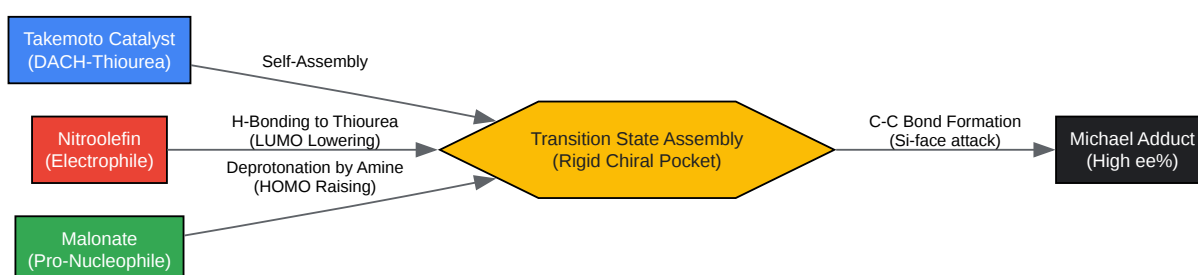 Takemoto Catalyst
(DACH-Thiourea)
Self-Assembly
Nitroolefin
(Electrophile)
H-Bonding to Thiourea
(LUMO Lowering)
Deprotonation by Amine
(HOMO Raising)
Malonate
(Pro-Nucleophile)
Transition State Assembly
(Rigid Chiral Pocket)
C-C Bond Formation
(Si-face attack)
Michael Adduct
(High ee%)